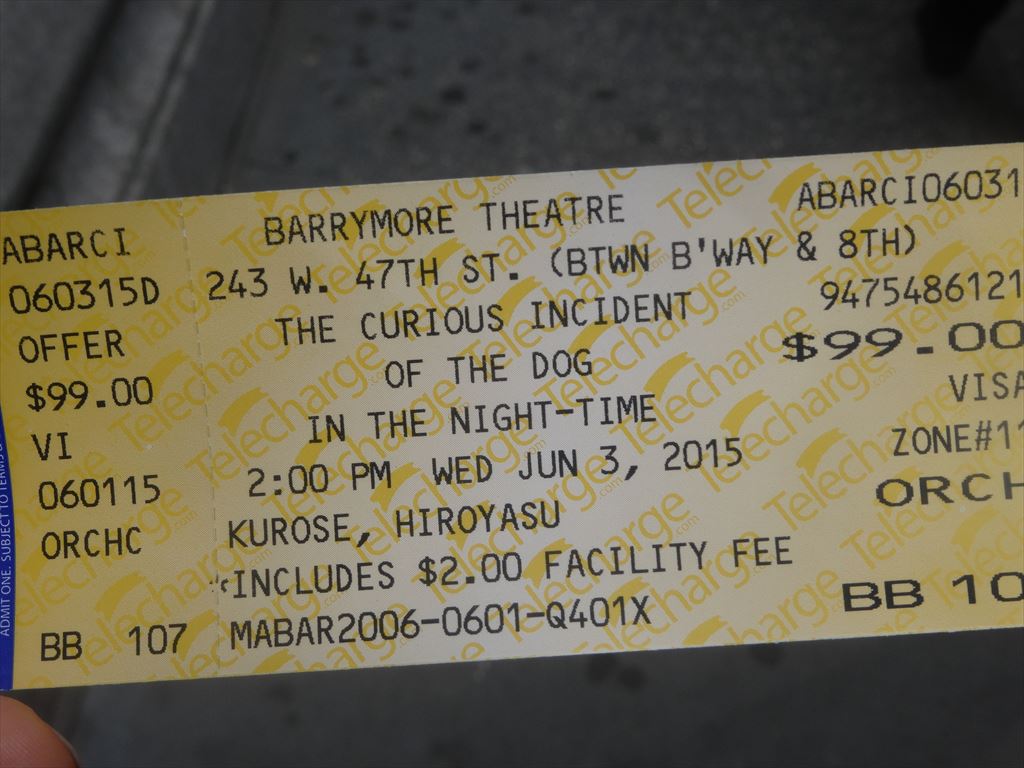 ABARCI
060315D
OFFER
$99.00
VI
060115
ORCHC
BB 107
ADMIT ONE. SUBJECT TO TERMS
BARRYMORE THEATRE
243 W. 47TH ST. (BTWN B'WAY & 8TH)
THE CURIOUS INCIDENT
OF THE DOG
IN THE NIGHT-TIME
2:00 PM WED JUN 3, 2015
KUROSE, HIROYASU
INCLUDES $2.00 FACILITY FEE
MABAR2006-0601-Q401X
ABARCI06031
9475486121
$99.00
VISA
ZONE#11
ORCH
BB 10
Telecharge.com